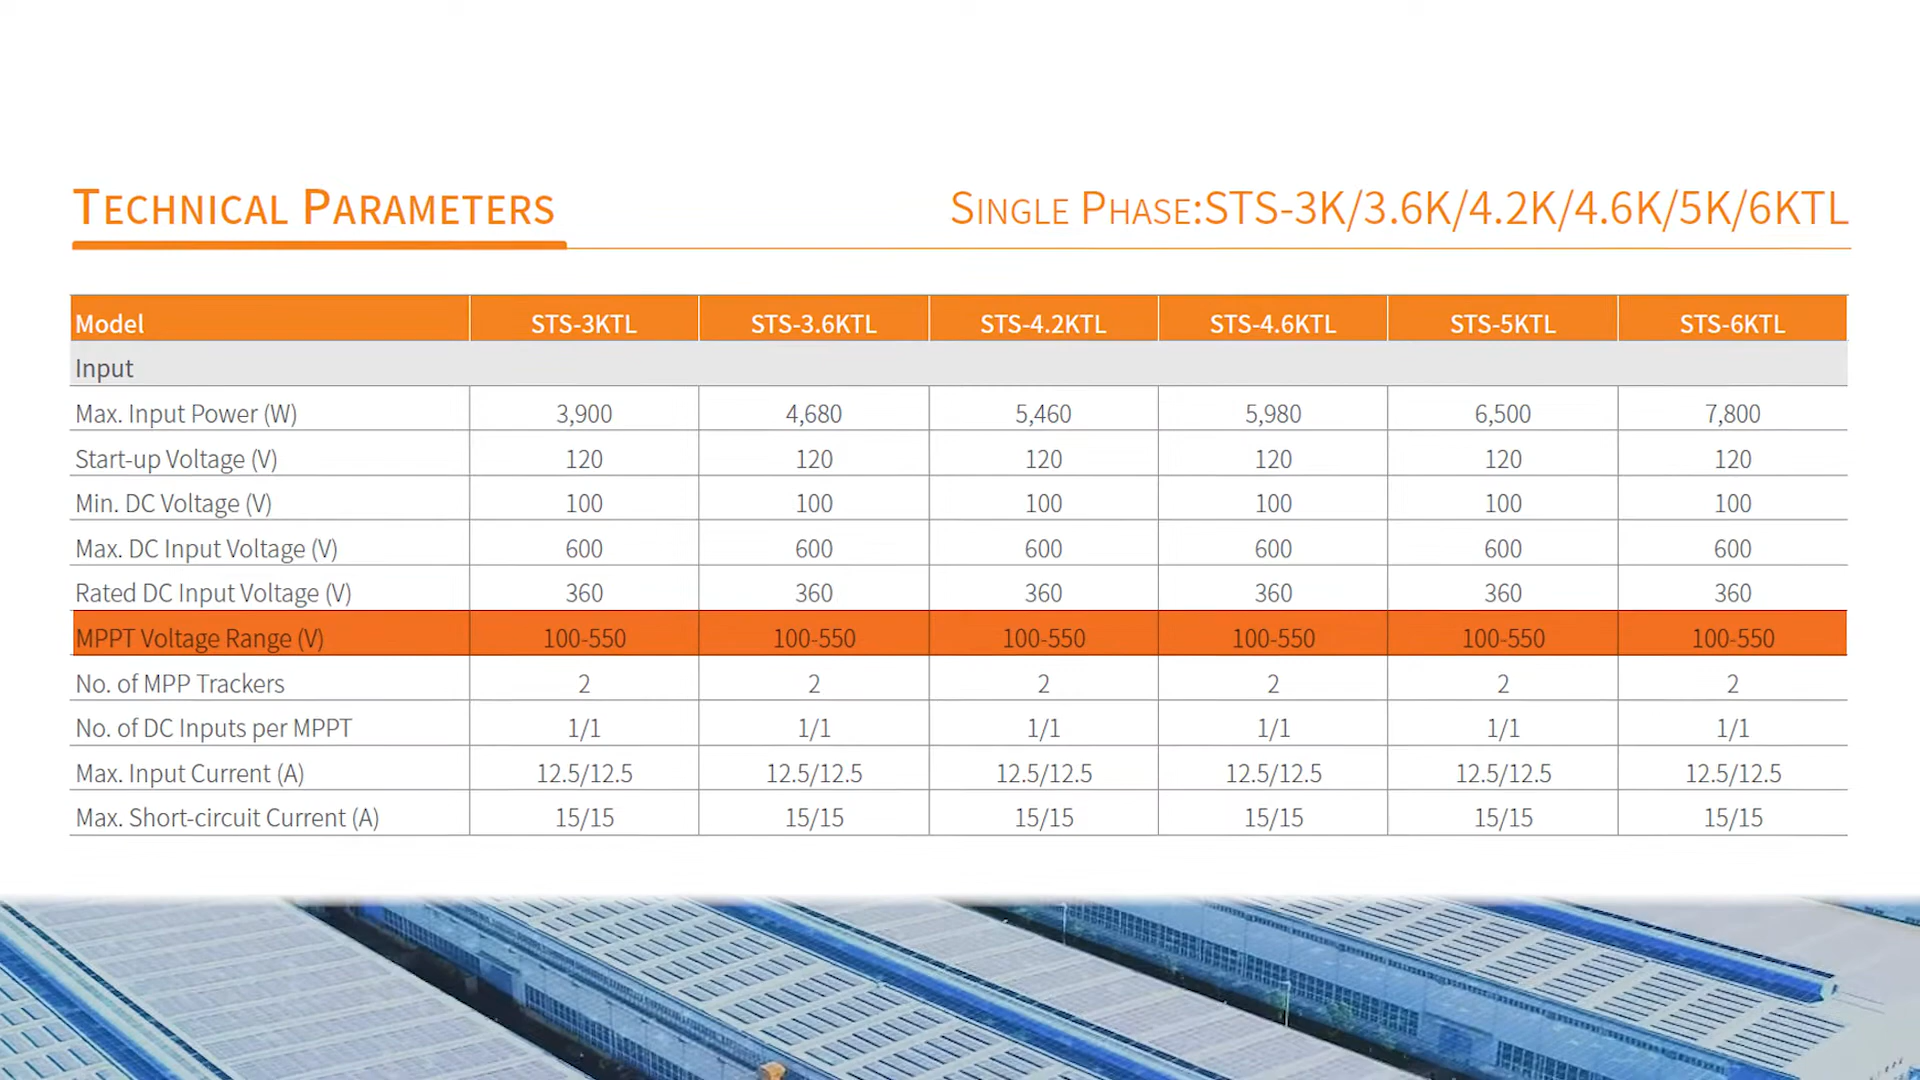 TECHNICAL PARAMETERS
SINGLE PHASE:STS-3K/3.6K/4.2K/4.6K/5K/6KTL
Model STS-3KTL STS-3.6KTL STS-4.2KTL STS-4.6KTL STS-5KTL STS-6KTL
Input
Max. Input Power (W) 3,900 4,680 5,460 5,980 6,500 7,800
Start-up Voltage (V) 120 120 120 120 120 120
Min. DC Voltage (V) 100 100 100 100 100 100
Max. DC Input Voltage (V) 600 600 600 600 600 600
Rated DC Input Voltage (V) 360 360 360 360 360 360
MPPT Voltage Range (V) 100-550 100-550 100-550 100-550 100-550 100-550
No. of MPP Trackers 2 2 2 2 2 2
No. of DC Inputs per MPPT 1/1 1/1 1/1 1/1 1/1 1/1
Max. Input Current (A) 12.5/12.5 12.5/12.5 12.5/12.5 12.5/12.5 12.5/12.5 12.5/12.5
Max. Short-circuit Current (A) 15/15 15/15 15/15 15/15 15/15 15/15